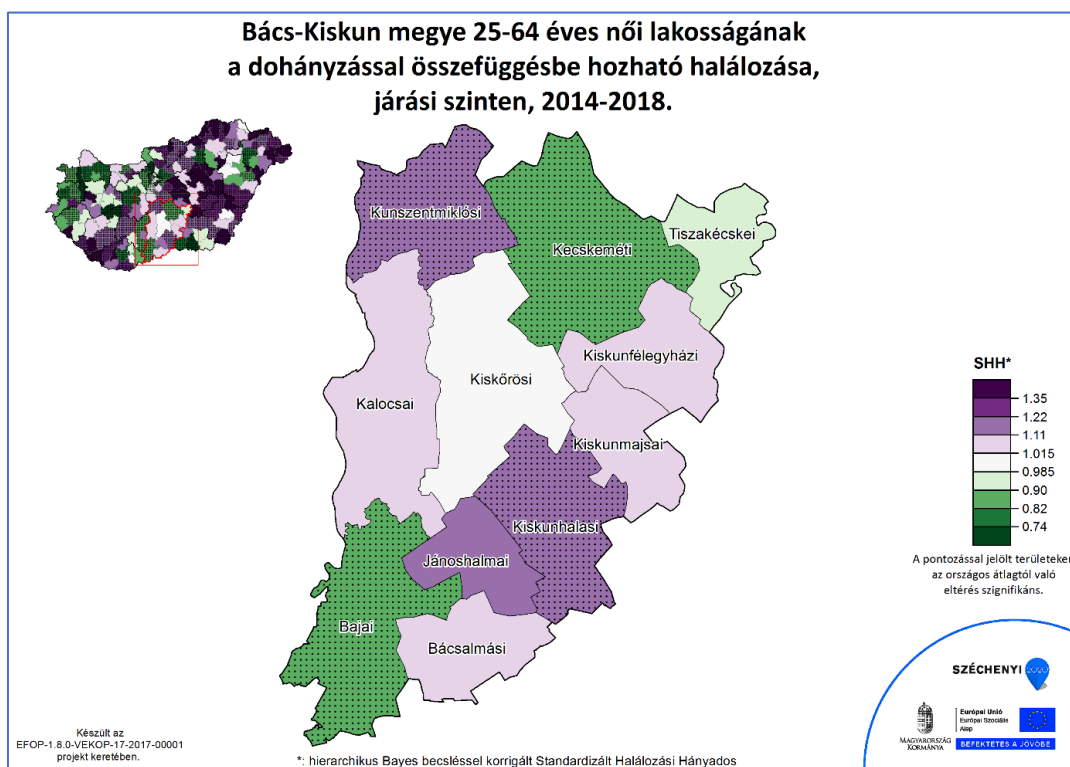 Bács-Kiskun megye 25-64 éves női lakosságának
a dohányzással összefüggésbe hozható halálozása,
járási szinten, 2014-2018.
Kunszentmiklósi
Kecskeméti
Tiszakécskei
Kiskunfélegyházi
Kiskőrösi
Kalocsai
Kiskunmajsai
Kiskunhalasi
Jánoshalmai
Bajai
Bácsalmási
SHH*
1.35
1.22
1.11
1.015
0.985
0.90
0.82
0.74
A pontozással jelölt területeken
az országos átlagtól való
eltérés szignifikáns.
SZÉCHENYI 2020
MAGYARORSZÁG
KORMÁNYA
Európai Unió
Európai Szociális
Alap
BEFEKTETÉS A JÖVŐBE
Készült az
EFOP-1.8.0-VEKOP-17-2017-00001
projekt keretében.
*: hierarchikus Bayes becsléssel korrigált Standardizált Halálozási Hányados